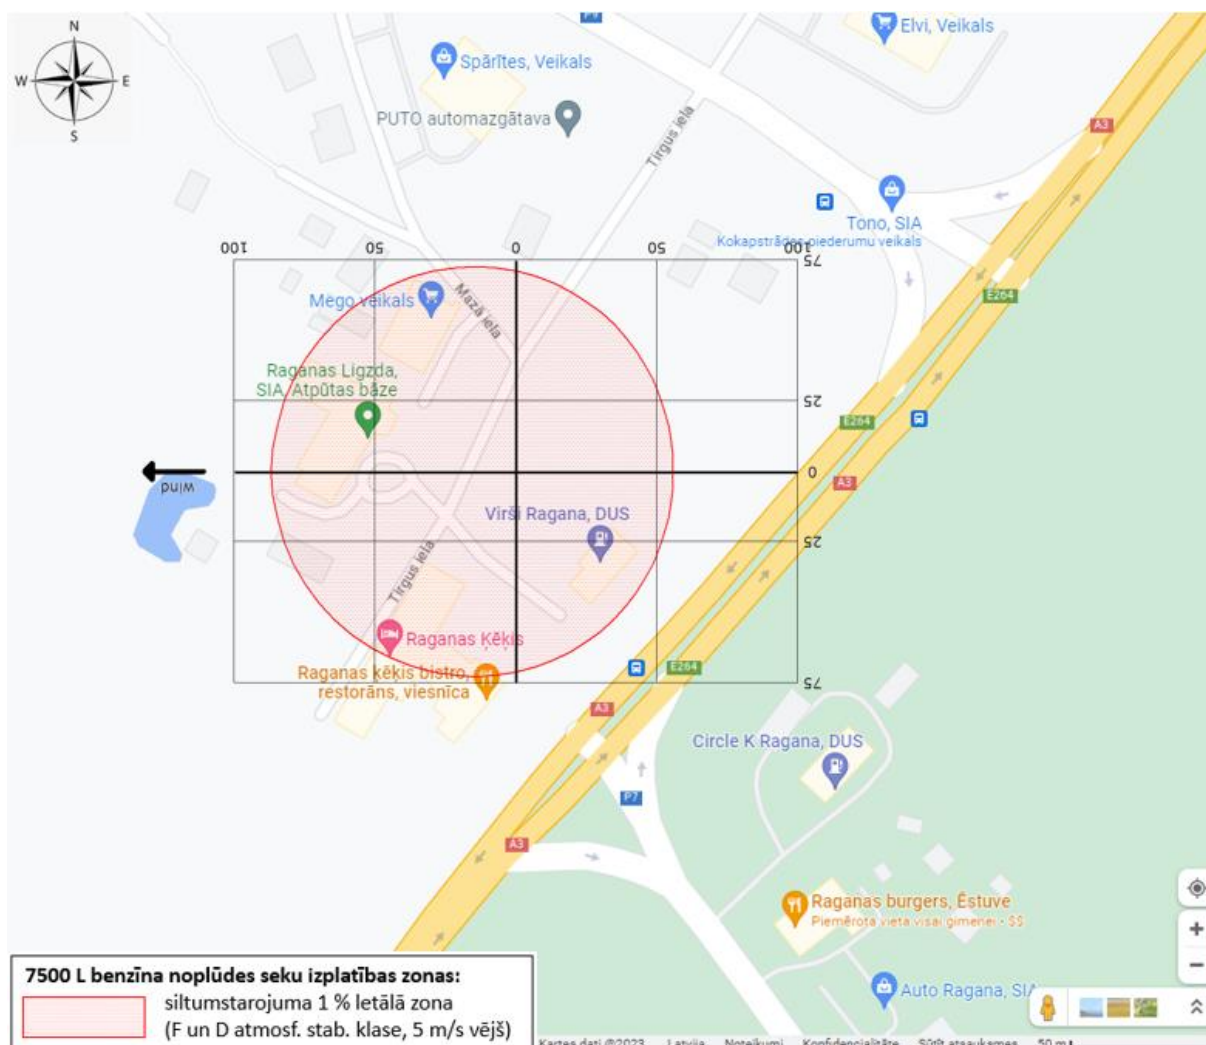 N
W
E
S
P9
Elvi, Veikals
Spārītes, Veikals
PUTO automazgātava
Tirgus iela
A3
Tono, SIA
Kokapstrādes piederumu veikals
100
50
0
50
100
75
E264
Mego veikals
Mazā iela
Raganas Ligzda,
SIA, Atpūtas bāze
25
E264
wind
0
A3
Virši Ragana, DUS
25
Tirgus iela
Raganas Ķēķis
E264
Raganas ķēķis bistro,
restorāns, viesnīca
75
A3
Circle K Ragana, DUS
P7
A3
Raganas burgers, Ēstuve
Piemērota vieta visai ģimenei · $$
7500 L benzīna noplūdes seku izplatības zonas:
siltumstarojuma 1 % letālā zona
(F un D atmosf. stab. klase, 5 m/s vējš)
Auto Ragana, SIA
Kartes dati ©2023 Latvija Noteikumi Konfidencialitāte Sūtīt atsauksmes 50 m